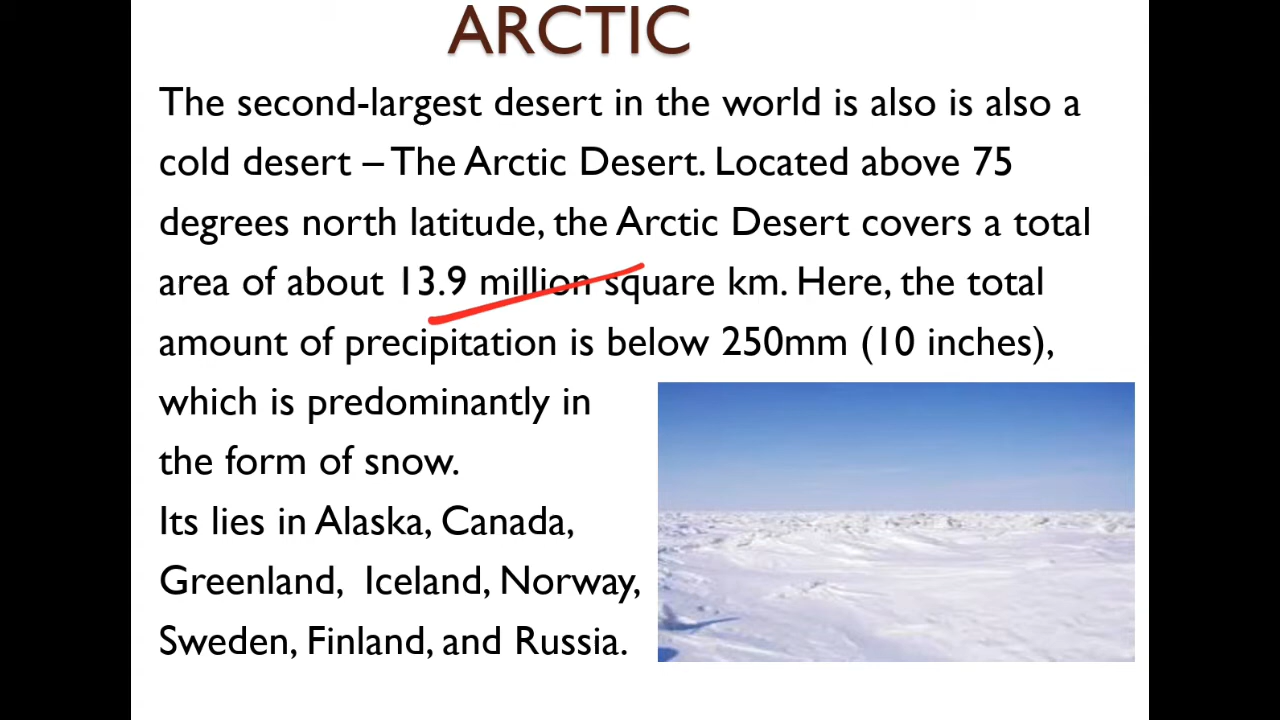 ARCTIC
The second-largest desert in the world is also is also a
cold desert – The Arctic Desert. Located above 75
degrees north latitude, the Arctic Desert covers a total
area of about 13.9 million square km. Here, the total
amount of precipitation is below 250mm (10 inches),
which is predominantly in
the form of snow.
Its lies in Alaska, Canada,
Greenland, Iceland, Norway,
Sweden, Finland, and Russia.